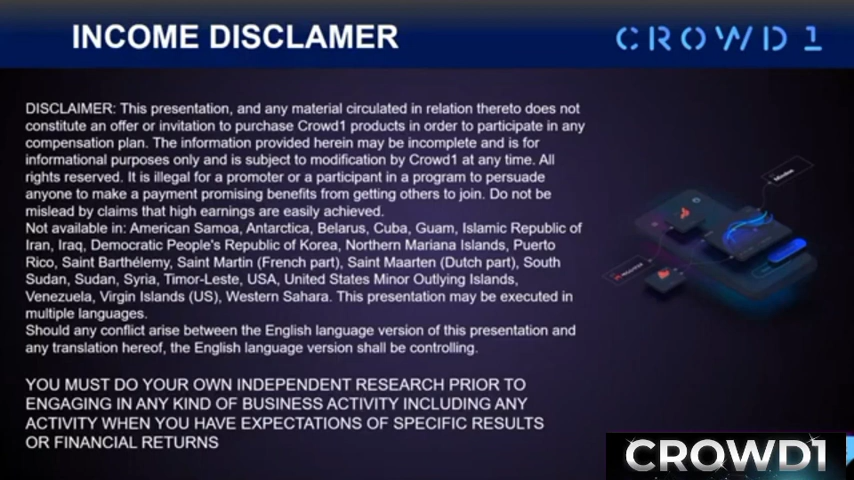 INCOME DISCLAMER
CROWD1
DISCLAIMER: This presentation, and any material circulated in relation thereto does not
constitute an offer or invitation to purchase Crowd1 products in order to participate in any
compensation plan. The information provided herein may be incomplete and is for
informational purposes only and is subject to modification by Crowd1 at any time. All
rights reserved. It is illegal for a promoter or a participant in a program to persuade
anyone to make a payment promising benefits from getting others to join. Do not be
mislead by claims that high earnings are easily achieved.
Not available in: American Samoa, Antarctica, Belarus, Cuba, Guam, Islamic Republic of
Iran, Iraq, Democratic People's Republic of Korea, Northern Mariana Islands, Puerto
Rico, Saint Barthélemy, Saint Martin (French part), Saint Maarten (Dutch part), South
Sudan, Sudan, Syria, Timor-Leste, USA, United States Minor Outlying Islands,
Venezuela, Virgin Islands (US), Western Sahara. This presentation may be executed in
multiple languages.
Should any conflict arise between the English language version of this presentation and
any translation hereof, the English language version shall be controlling.
YOU MUST DO YOUR OWN INDEPENDENT RESEARCH PRIOR TO
ENGAGING IN ANY KIND OF BUSINESS ACTIVITY INCLUDING ANY
ACTIVITY WHEN YOU HAVE EXPECTATIONS OF SPECIFIC RESULTS
OR FINANCIAL RETURNS
CROWD1